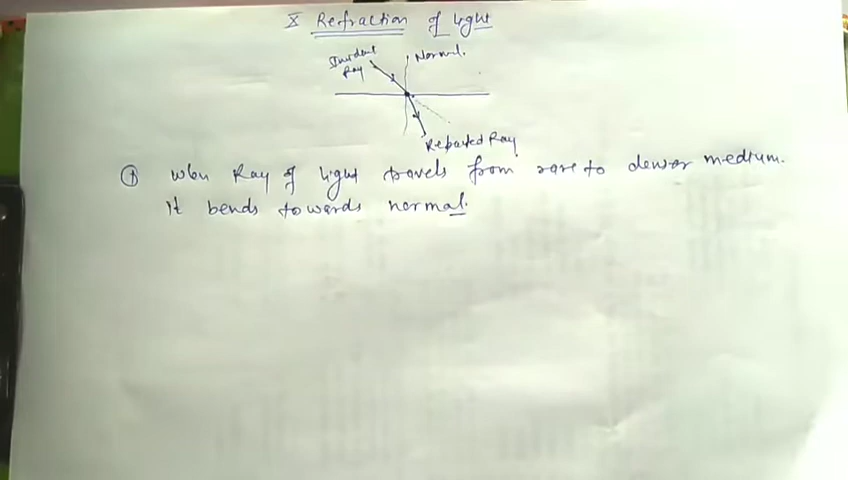 X Refraction of light
Incident
Ray
Normal.
Refracted Ray
① When Ray of light travels from rare to denser medium.
It bends towards normal.